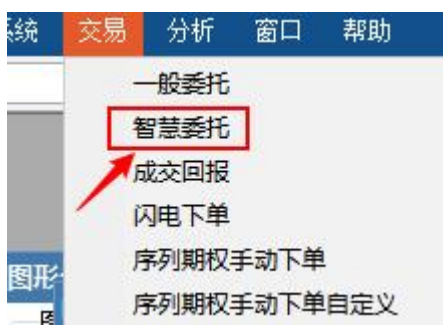 系统 交易 分析 窗口 帮助
一般委托
智慧委托
成交回报
闪电下单
序列期权手动下单
图形
序列期权手动下单自定义